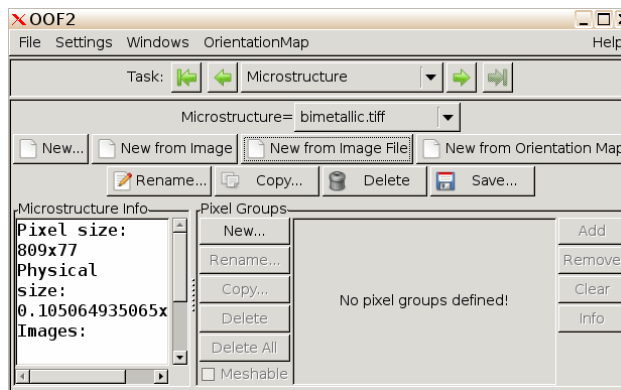 OOF2
File Settings Windows OrientationMap Help
Task: Microstructure
Microstructure= bimetallic.tiff
New... New from Image New from Image File New from Orientation Map
Rename... Copy... Delete Save...
Microstructure Info
Pixel size:
809x77
Physical
size:
0.105064935065x
Images:
Pixel Groups
New...
Rename...
Copy...
Delete
Delete All
Meshable
No pixel groups defined!
Add
Remove
Clear
Info